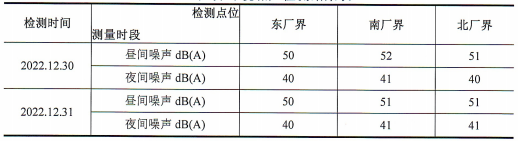 检测时间 检测点位 测量时段 东厂界 南厂界 北厂界
2022.12.30 昼间噪声 dB(A) 50 52 51
夜间噪声 dB(A) 40 41 40
2022.12.31 昼间噪声 dB(A) 50 51 51
夜间噪声 dB(A) 40 41 41